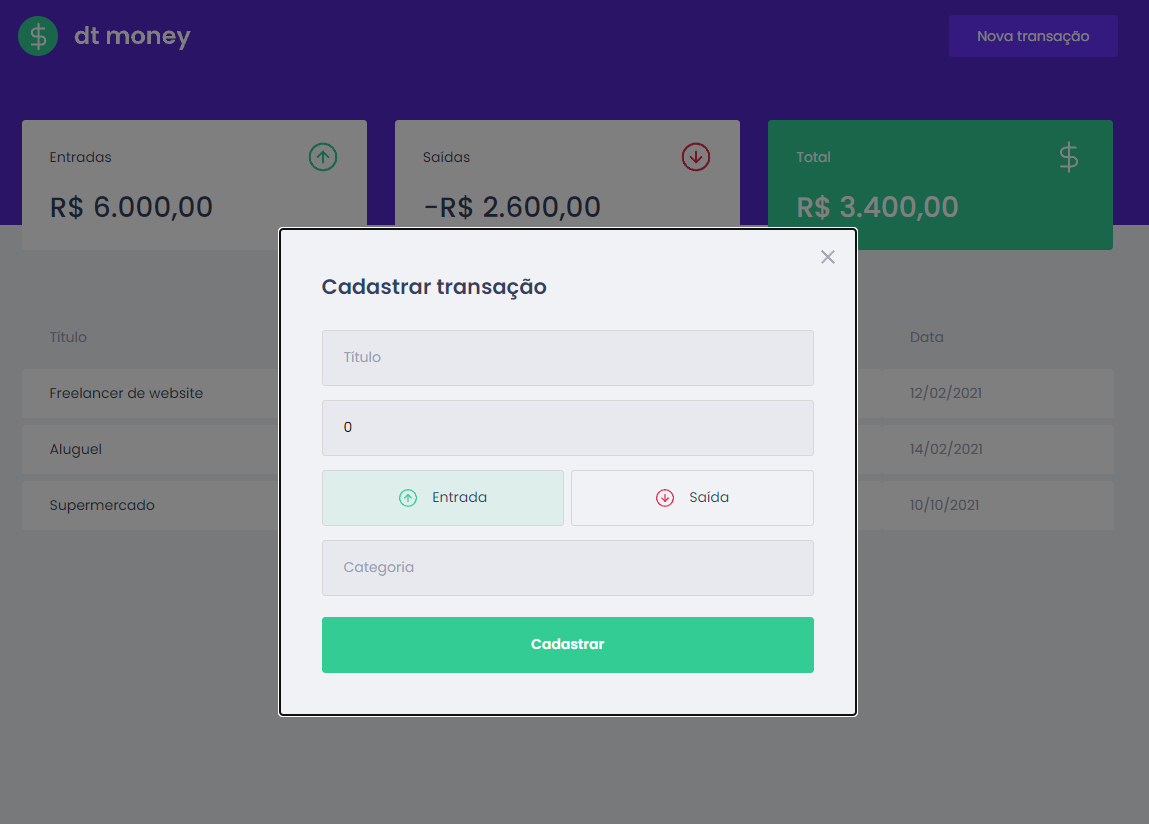 dt money
Nova transação
Entradas
Saídas
Total
R$ 6.000,00
-R$ 2.600,00
R$ 3.400,00
Cadastrar transação
Título
0
Entrada
Saída
Categoria
Cadastrar
Título
Data
Freelancer de website
12/02/2021
Aluguel
14/02/2021
Supermercado
10/10/2021